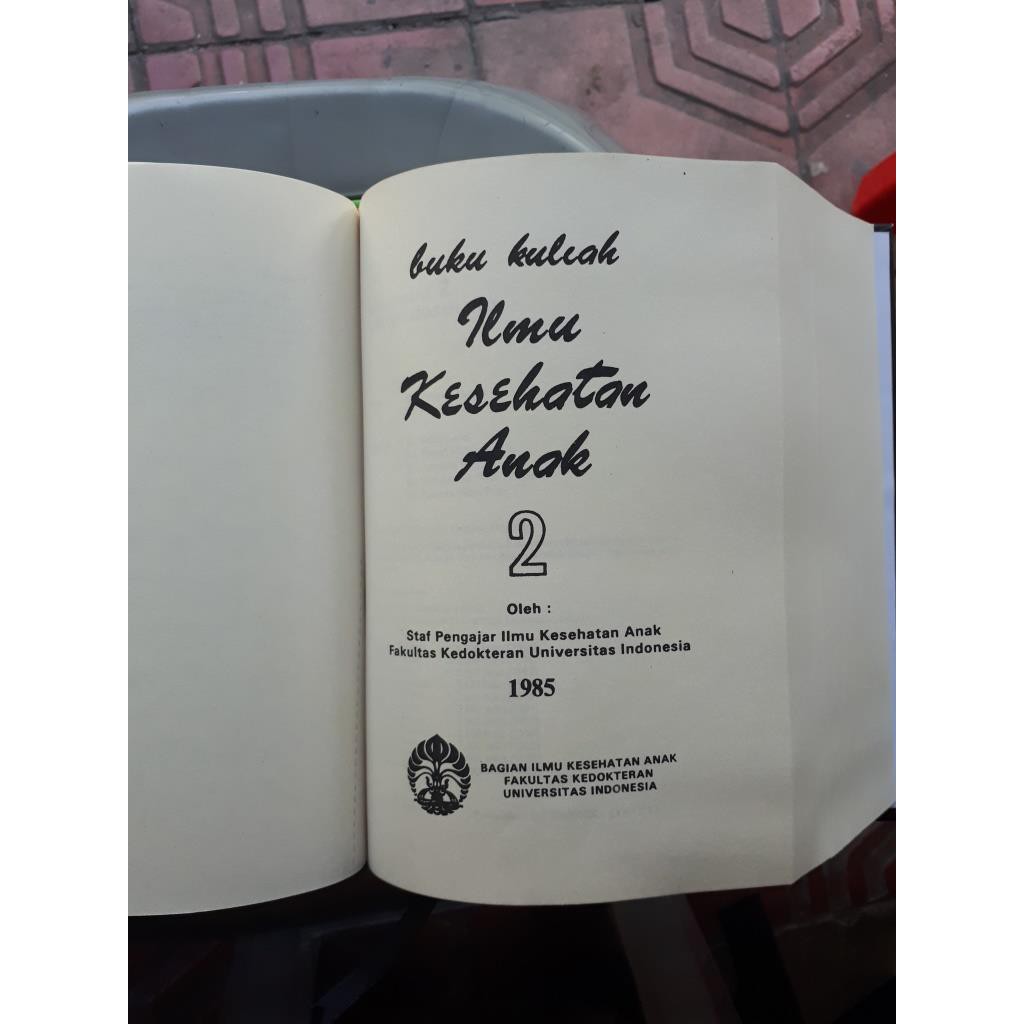 buku kuliah
Ilmu
Kesehatan
Anak
2
Oleh :
Staf Pengajar Ilmu Kesehatan Anak
Fakultas Kedokteran Universitas Indonesia
1985
BAGIAN ILMU KESEHATAN ANAK
FAKULTAS KEDOKTERAN
UNIVERSITAS INDONESIA